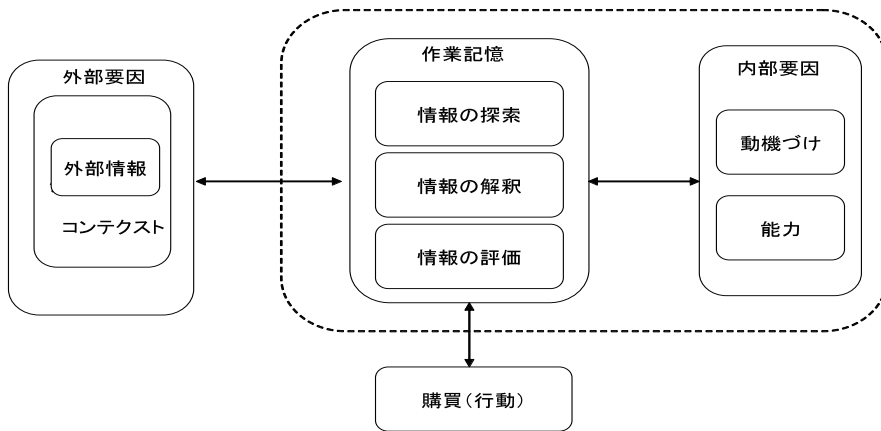 外部要因
外部情報
コンテクスト
作業記憶
情報の探索
情報の解釈
情報の評価
内部要因
動機づけ
能力
購買(行動)